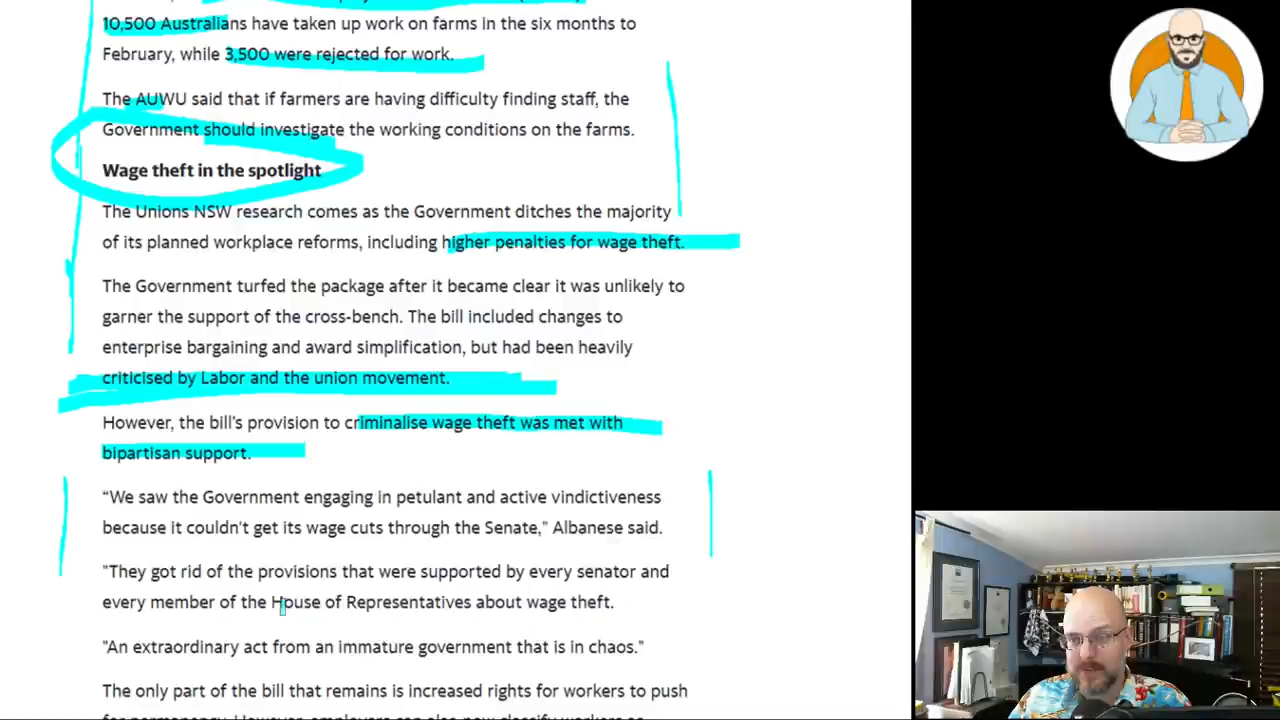 10,500 Australians have taken up work on farms in the six months to
February, while 3,500 were rejected for work.
The AUWU said that if farmers are having difficulty finding staff, the
Government should investigate the working conditions on the farms.
Wage theft in the spotlight
The Unions NSW research comes as the Government ditches the majority
of its planned workplace reforms, including higher penalties for wage theft.
The Government turfed the package after it became clear it was unlikely to
garner the support of the cross-bench. The bill included changes to
enterprise bargaining and award simplification, but had been heavily
criticised by Labor and the union movement.
However, the bill's provision to criminalise wage theft was met with
bipartisan support.
“We saw the Government engaging in petulant and active vindictiveness
because it couldn't get its wage cuts through the Senate,” Albanese said.
"They got rid of the provisions that were supported by every senator and
every member of the House of Representatives about wage theft.
"An extraordinary act from an immature government that is in chaos."
The only part of the bill that remains is increased rights for workers to push